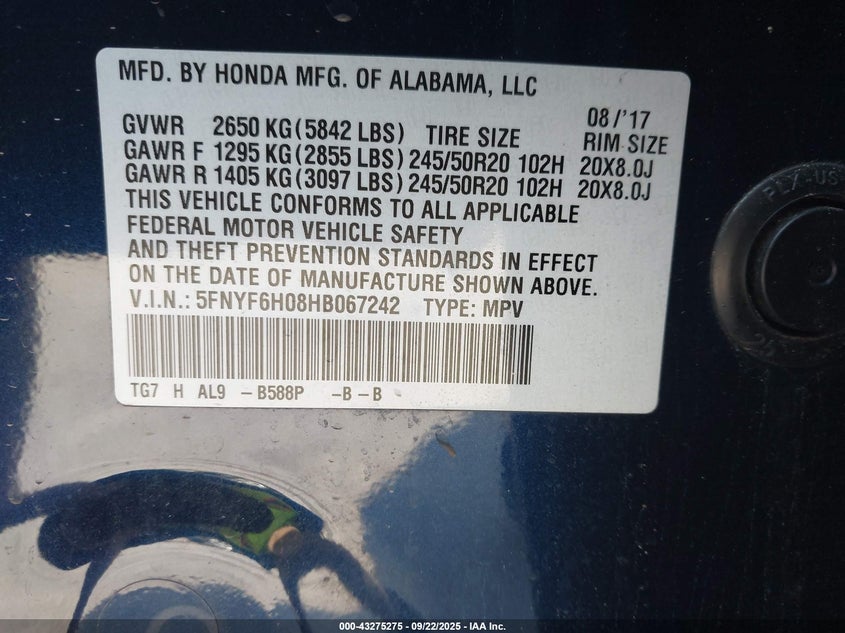 MFD. BY HONDA MFG. OF ALABAMA, LLC
08/'17
GVWR 2650 KG(5842 LBS) TIRE SIZE RIM SIZE
GAWR F 1295 KG(2855 LBS) 245/50R20 102H 20X8.0J
GAWR R 1405 KG(3097 LBS) 245/50R20 102H 20X8.0J
THIS VEHICLE CONFORMS TO ALL APPLICABLE
FEDERAL MOTOR VEHICLE SAFETY
AND THEFT PREVENTION STANDARDS IN EFFECT
ON THE DATE OF MANUFACTURE SHOWN ABOVE.
V.I.N.: 5FNYF6H08HB067242 TYPE: MPV
TG7 H AL9 -B588P -B-B
25
000-43275275 - 09/22/2025 - IAA Inc.